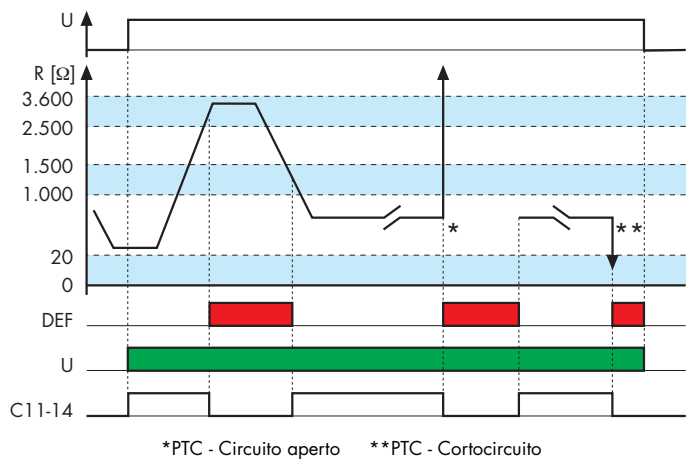 U
R [Ω]
3.600
2.500
1.500
1.000
*
**
20
0
DEF
U
C11-14
*PTC - Circuito aperto **PTC - Cortocircuito